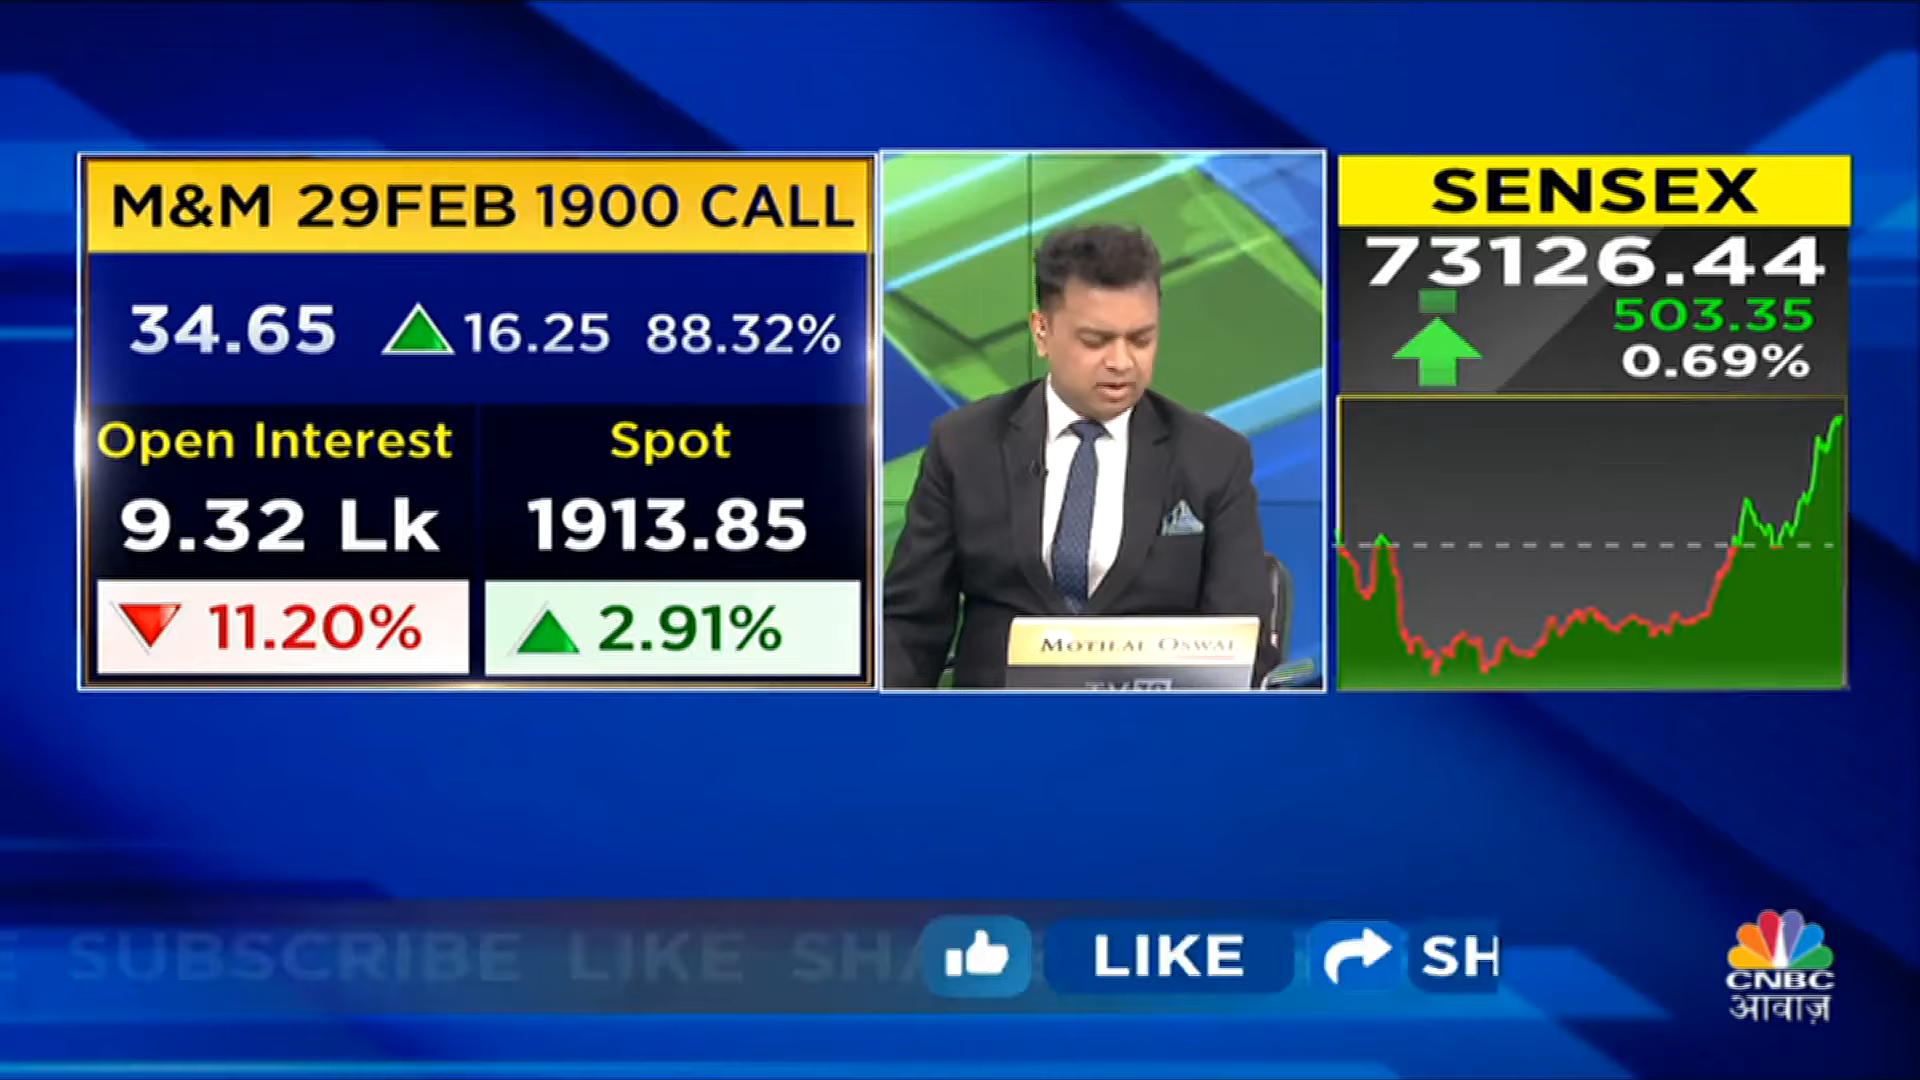 M&M 29FEB 1900 CALL
34.65 16.25 88.32%
Open Interest
9.32 Lk
11.20%
Spot
1913.85
2.91%
MOTILAL OSWAL
SENSEX
73126.44
503.35
0.69%
SUBSCRIBE LIKE SHA
LIKE SH
CNBC
आवाज़